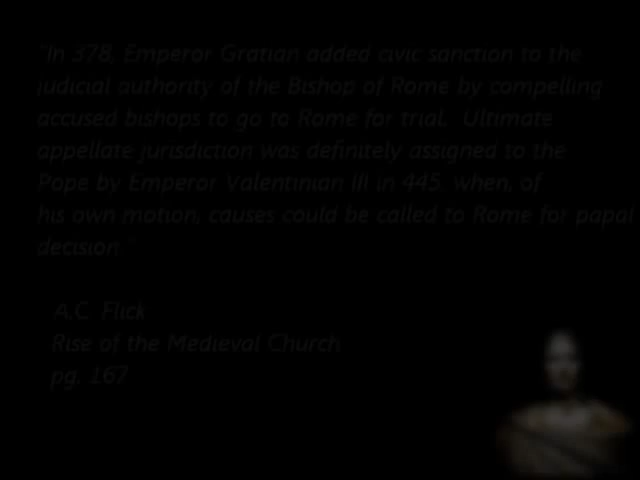 "In 378, Emperor Gratian added civic sanction to the
judicial authority of the Bishop of Rome by compelling
accused bishops to go to Rome for trial.  Ultimate
appellate jurisdiction was definitely assigned to the
Pope by Emperor Valentinian III in 445, when, of
his own motion, causes could be called to Rome for papal
decision."
A.C. Flick
Rise of the Medieval Church
pg. 167